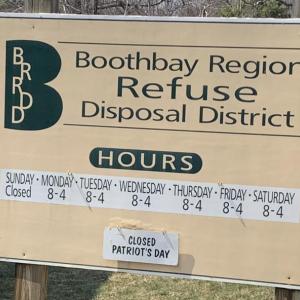 BRRDD
Boothbay Region
Refuse
Disposal District
HOURS
SUNDAY · MONDAY · TUESDAY · WEDNESDAY · THURSDAY · FRIDAY · SATURDAY
Closed 8-4 8-4 8-4 8-4 8-4 8-4
CLOSED
PATRIOT'S DAY